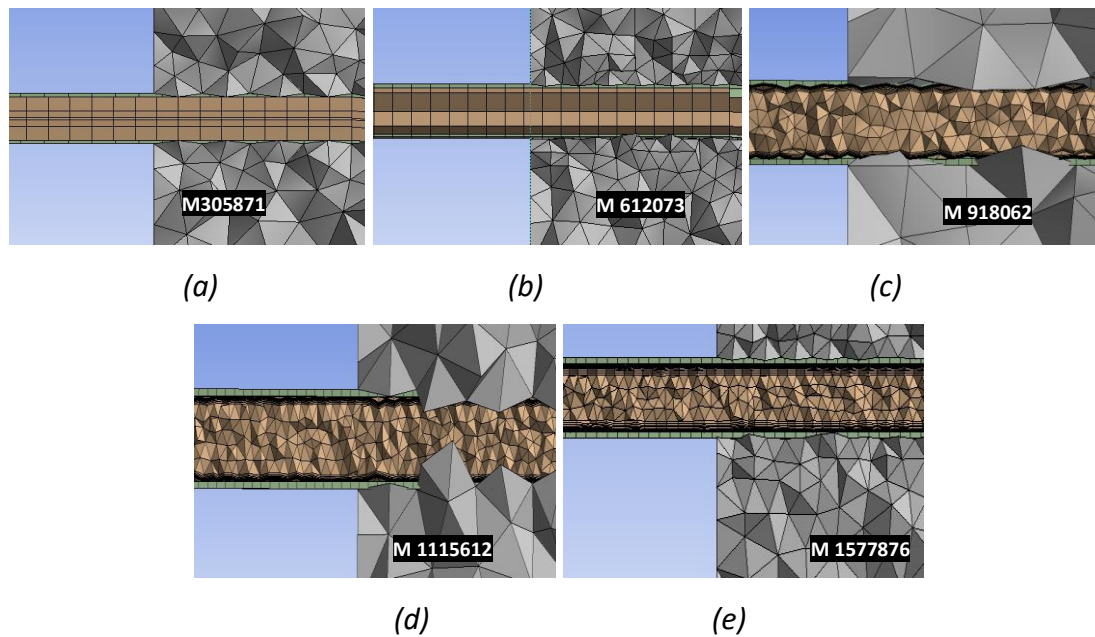 M305871
M 612073
M 918062
(a)
(b)
(c)
M 1115612
M 1577876
(d)
(e)